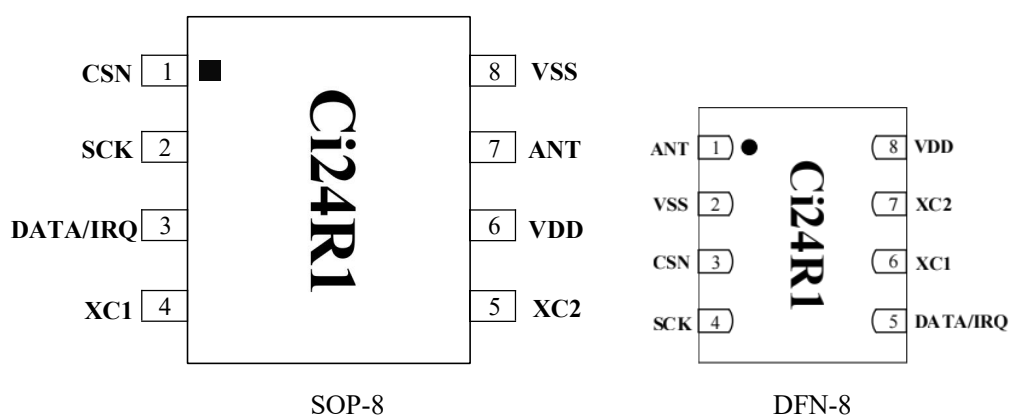 CSN 1 8 VSS
SCK 2 7 ANT
DATA/IRQ 3 6 VDD
XC1 4 5 XC2
Ci24R1
SOP-8
ANT 1 8 VDD
VSS 2 7 XC2
CSN 3 6 XC1
SCK 4 5 DATA/IRQ
Ci24R1
DFN-8